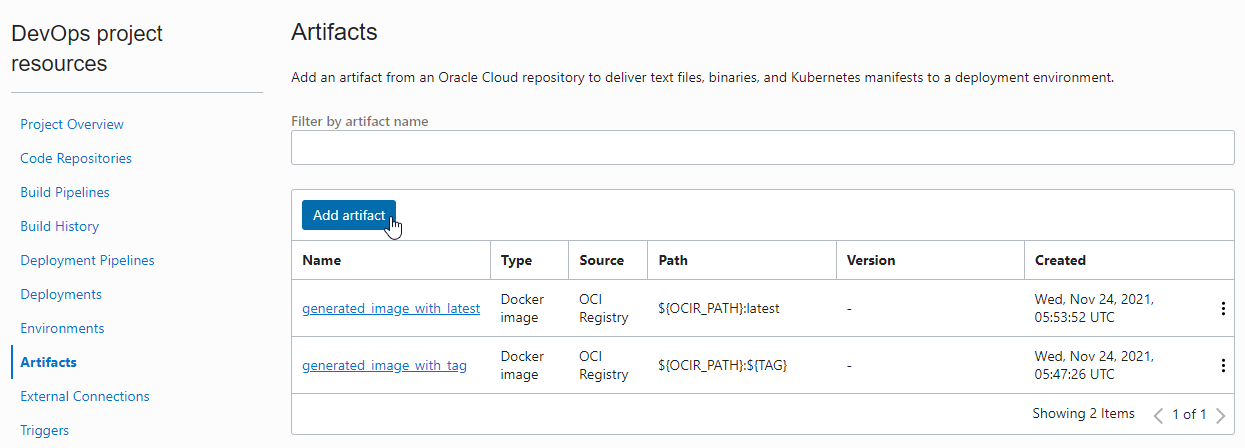 DevOps project
resources
Project Overview
Code Repositories
Build Pipelines
Build History
Deployment Pipelines
Deployments
Environments
Artifacts
External Connections
Triggers
Artifacts
Add an artifact from an Oracle Cloud repository to deliver text files, binaries, and Kubernetes manifests to a deployment environment.
Filter by artifact name
Add artifact
Name Type Source Path Version Created
generated_image_with_latest Docker image OCI Registry ${OCIR_PATH}:latest - Wed, Nov 24, 2021, 05:53:52 UTC
generated_image_with_tag Docker image OCI Registry ${OCIR_PATH}:${TAG} - Wed, Nov 24, 2021, 05:47:26 UTC
Showing 2 Items 1 of 1